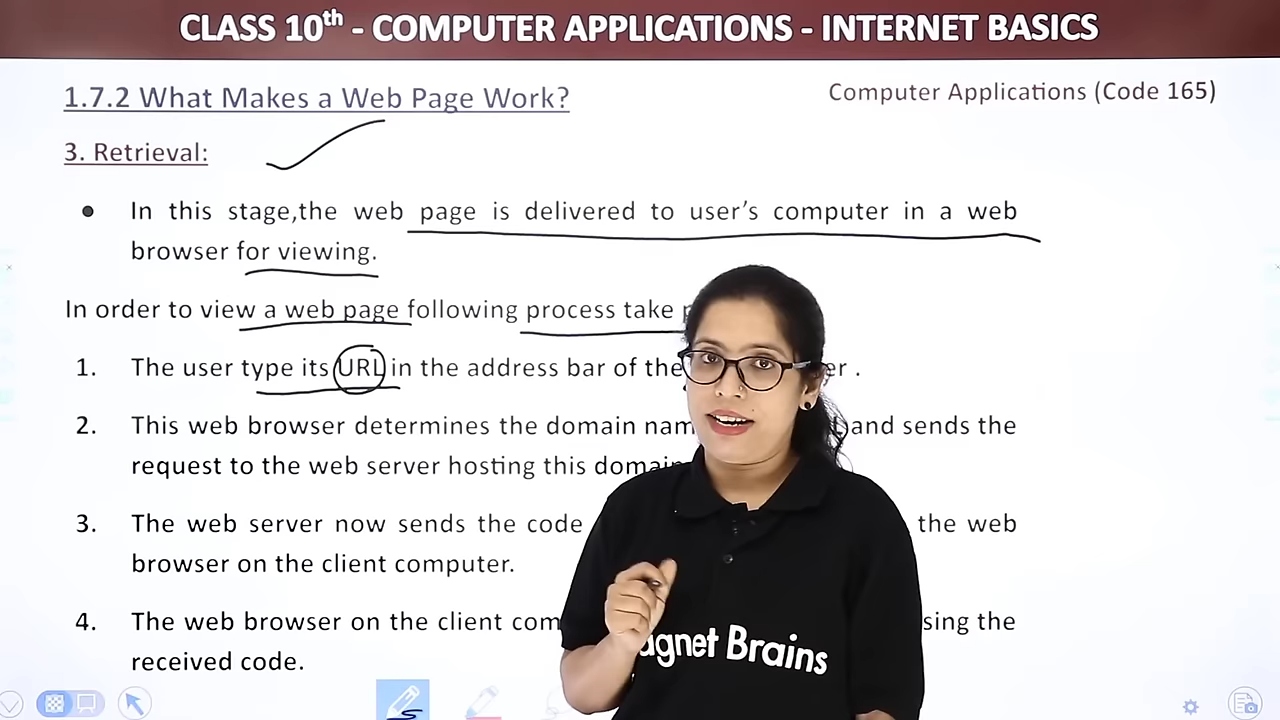 CLASS 10th - COMPUTER APPLICATIONS - INTERNET BASICS
1.7.2 What Makes a Web Page Work?
Computer Applications (Code 165)
3. Retrieval:
● In this stage,the web page is delivered to user's computer in a web
browser for viewing.
In order to view a web page following process take
1. The user type its URL in the address bar of the
2. This web browser determines the domain and sends the
request to the web server hosting this
3. The web server now sends the code the web
browser on the client computer.
4. The web browser on the client the
received code.
Brains